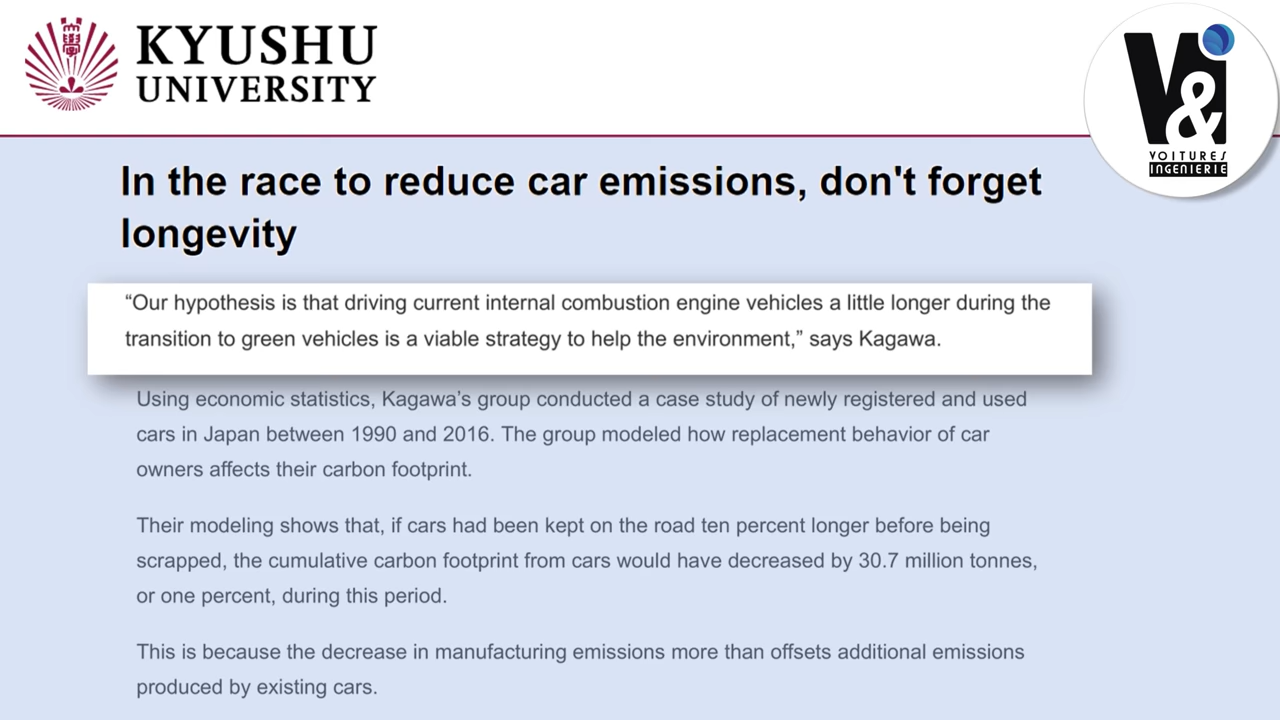 KYUSHU
UNIVERSITY
V&i
VOITURES
INGENIERIE
In the race to reduce car emissions, don't forget
longevity
“Our hypothesis is that driving current internal combustion engine vehicles a little longer during the
transition to green vehicles is a viable strategy to help the environment,” says Kagawa.
Using economic statistics, Kagawa’s group conducted a case study of newly registered and used
cars in Japan between 1990 and 2016. The group modeled how replacement behavior of car
owners affects their carbon footprint.
Their modeling shows that, if cars had been kept on the road ten percent longer before being
scrapped, the cumulative carbon footprint from cars would have decreased by 30.7 million tonnes,
or one percent, during this period.
This is because the decrease in manufacturing emissions more than offsets additional emissions
produced by existing cars.